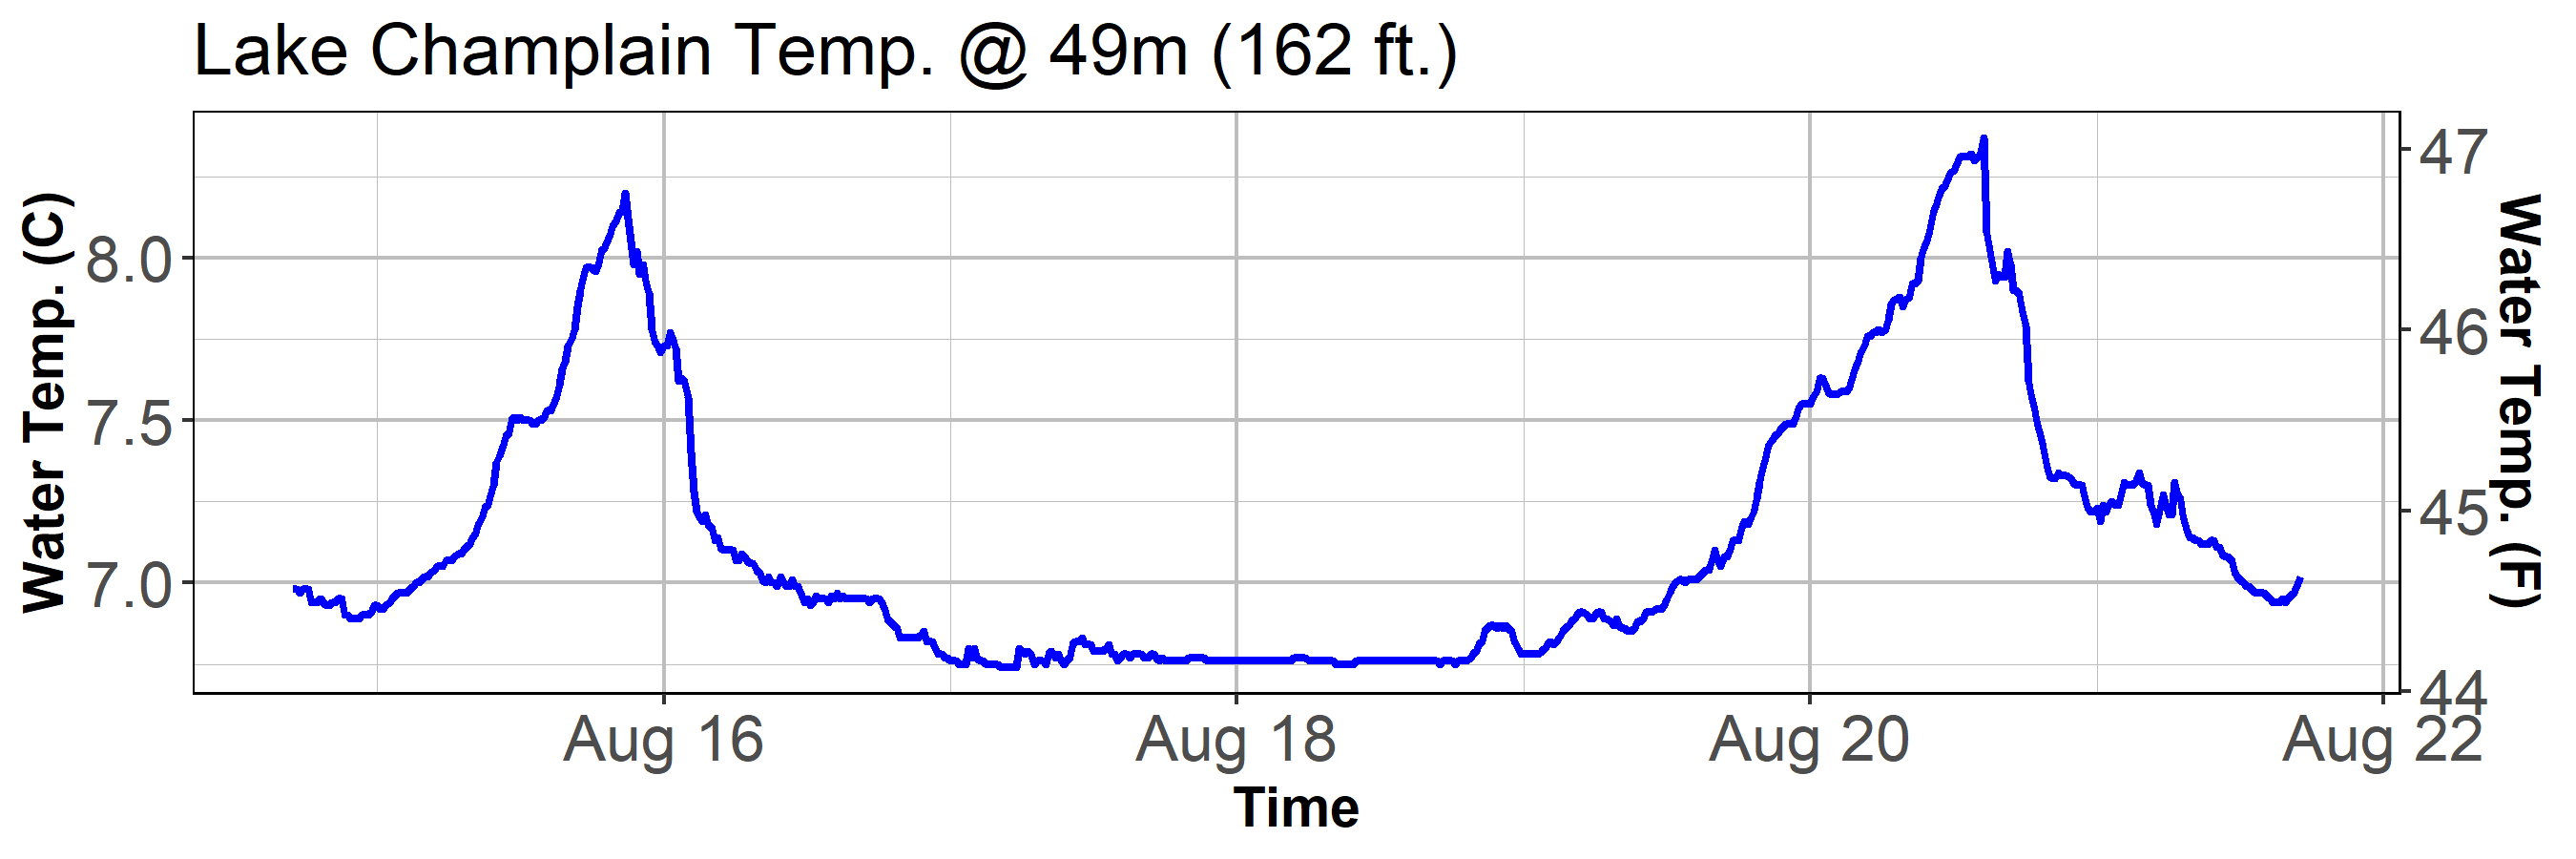 Lake Champlain Temp. @ 49m (162 ft.)
Water Temp. (C)
8.0
7.5
7.0
47
46
45
44
Water Temp. (F)
Aug 16 Aug 18 Aug 20 Aug 22
Time